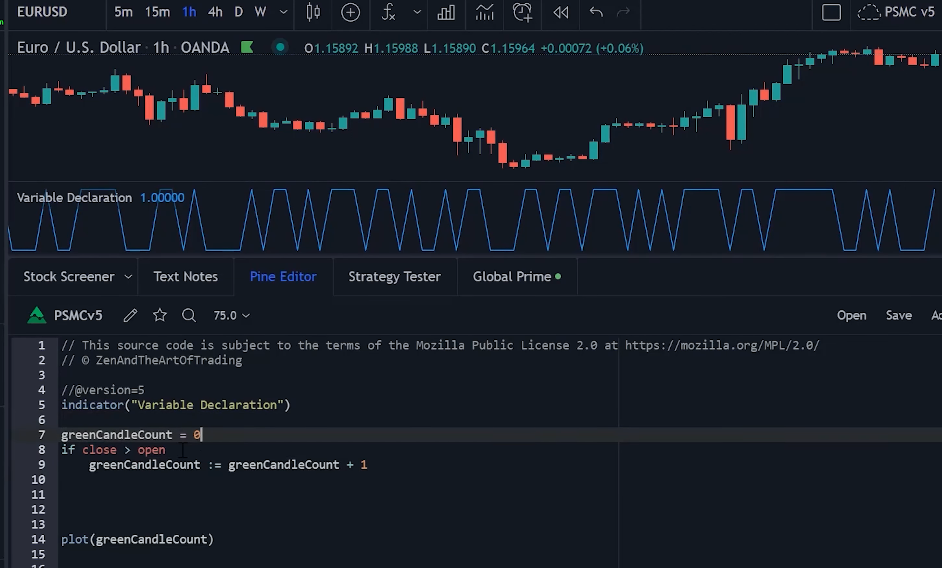 EURUSD 5m 15m 1h 4h D W PSMC v5
Euro / U.S. Dollar · 1h · OANDA O1.15892 H1.15988 L1.15890 C1.15964 +0.00072 (+0.06%)
Variable Declaration 1.00000
Stock Screener Text Notes Pine Editor Strategy Tester Global Prime
PSMCv5 75.0 Open Save
1 // This source code is subject to the terms of the Mozilla Public License 2.0 at https://mozilla.org/MPL/2.0/
2 // © ZenAndTheArtOfTrading
3
4 //@version=5
5 indicator("Variable Declaration")
6
7 greenCandleCount = 0
8 if close > open
9 greenCandleCount := greenCandleCount + 1
10
11
12
13
14 plot(greenCandleCount)
15